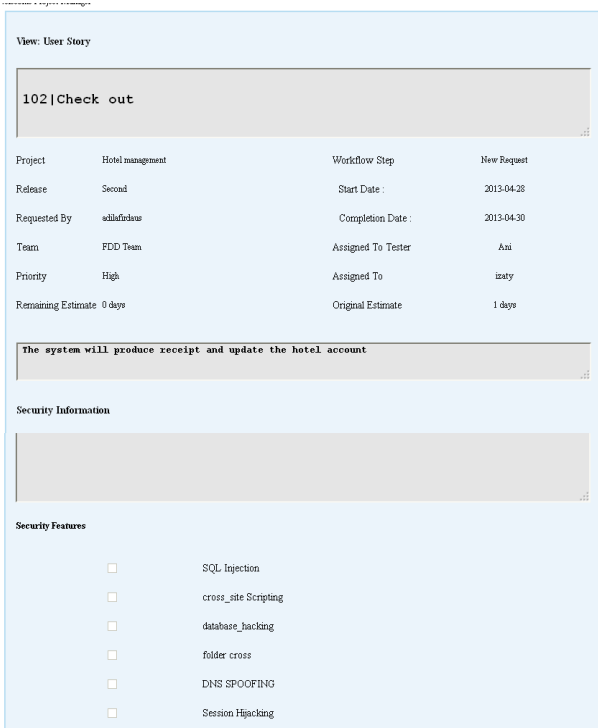 View: User Story
102|Check out
Project Hotel management Workflow Step New Request
Release Second Start Date : 2013-04-28
Requested By adilafirdaus Completion Date : 2013-04-30
Team FDD Team Assigned To Tester Ani
Priority High Assigned To izaty
Remaining Estimate 0 days Original Estimate 1 days
The system will produce receipt and update the hotel account
Security Information
Security Features
SQL Injection
cross_site Scripting
database_hacking
folder cross
DNS SPOOFING
Session Hijacking